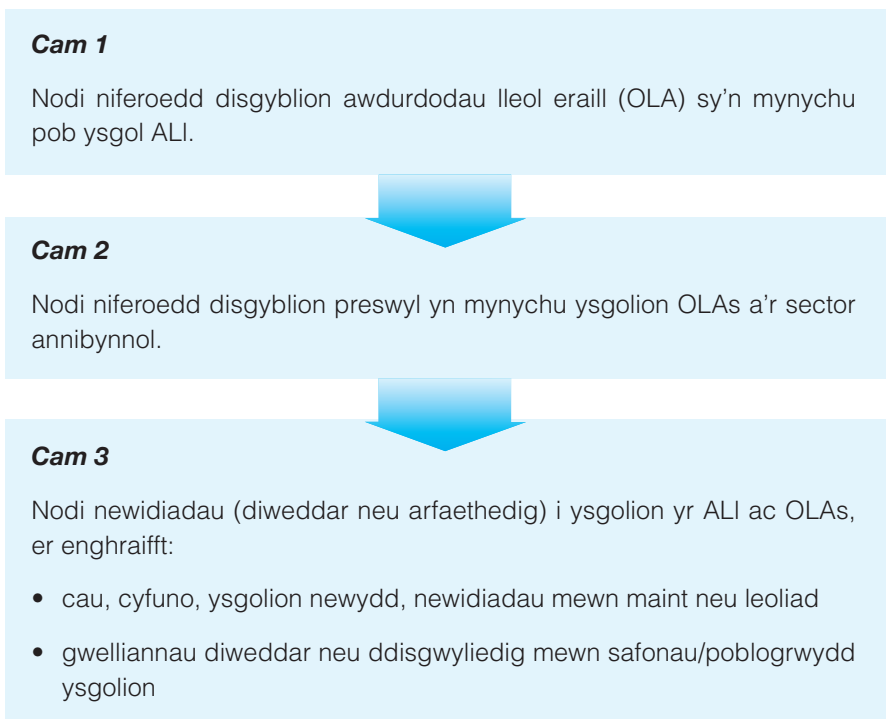 Cam 1
Nodi niferoedd disgyblion awdurdodau lleol eraill (OLA) sy'n mynychu
pob ysgol ALl.
Cam 2
Nodi niferoedd disgyblion preswyl yn mynychu ysgolion OLAs a'r sector
annibynnol.
Cam 3
Nodi newidiadau (diweddar neu arfaethedig) i ysgolion yr ALl ac OLAs,
er enghraifft:
• cau, cyfuno, ysgolion newydd, newidiadau mewn maint neu leoliad
• gwelliannau diweddar neu ddisgwyliedig mewn safonau/poblogrwydd
ysgolion